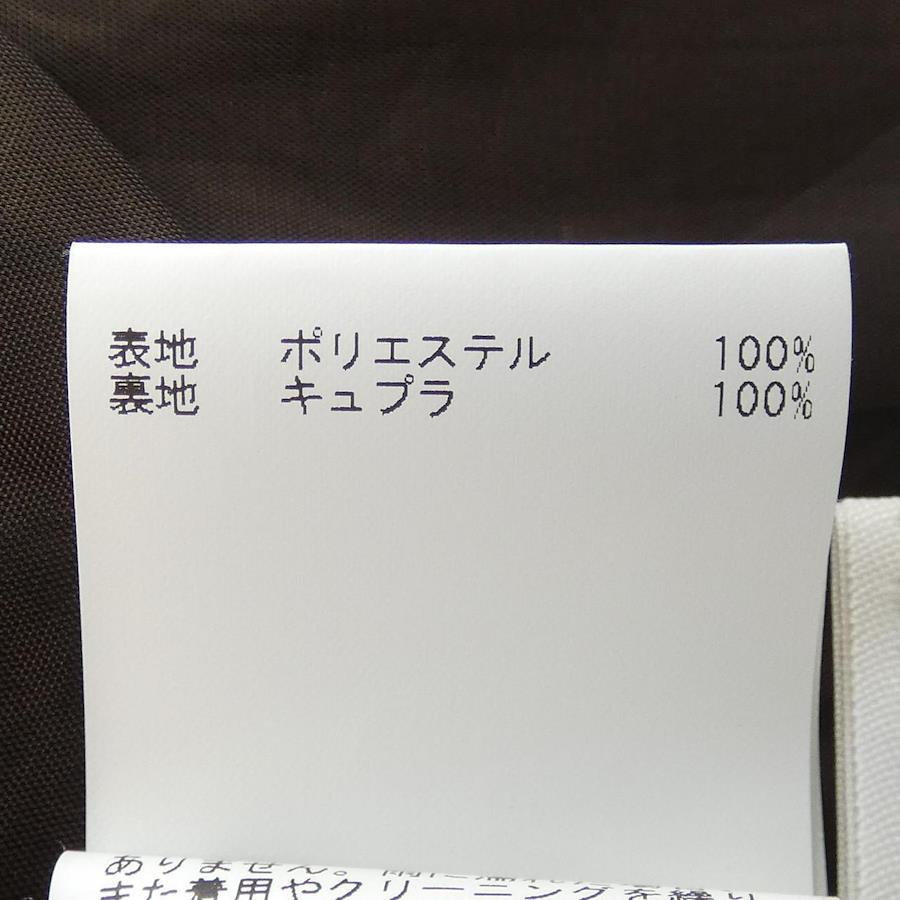 表地 ポリエステル 100%
裏地 キュプラ 100%
ありません。
また着用やクリーニングを繰り